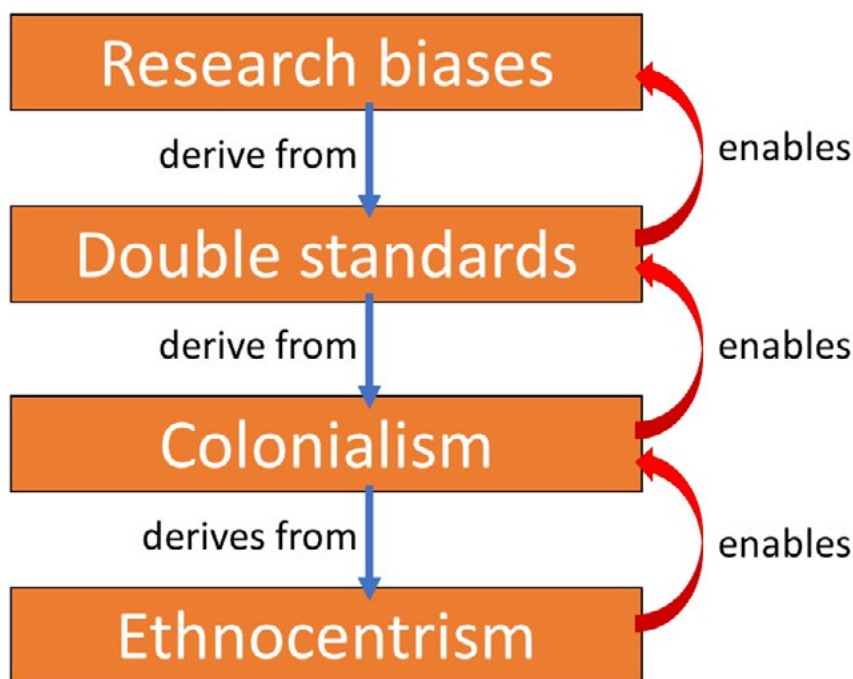 Research biases
derive from
enables
Double standards
derive from
enables
Colonialism
derives from
enables
Ethnocentrism